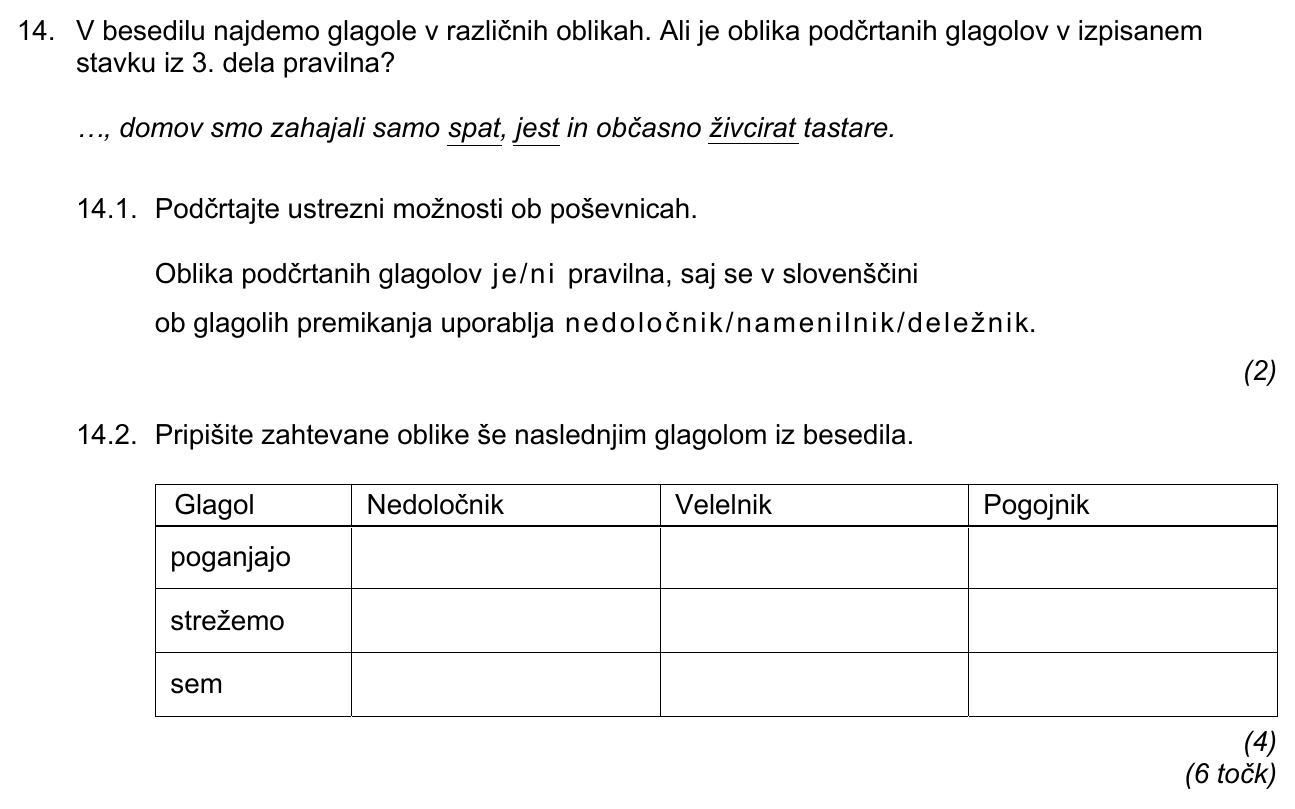 14. V besedilu najdemo glagole v različnih oblikah. Ali je oblika podčrtanih glagolov v izpisanem
stavku iz 3. dela pravilna?
…, domov smo zahajali samo spat, jest in občasno živcirat tastare.
14.1. Podčrtajte ustrezni možnosti ob poševnicah.
Oblika podčrtanih glagolov je/ni pravilna, saj se v slovenščini
ob glagolih premikanja uporablja nedoločnik/namenilnik/deležnik.
(2)
14.2. Pripišite zahtevane oblike še naslednjim glagolom iz besedila.
Glagol Nedoločnik Velelnik Pogojnik
poganjajo
strežemo
sem
(4)
(6 točk)